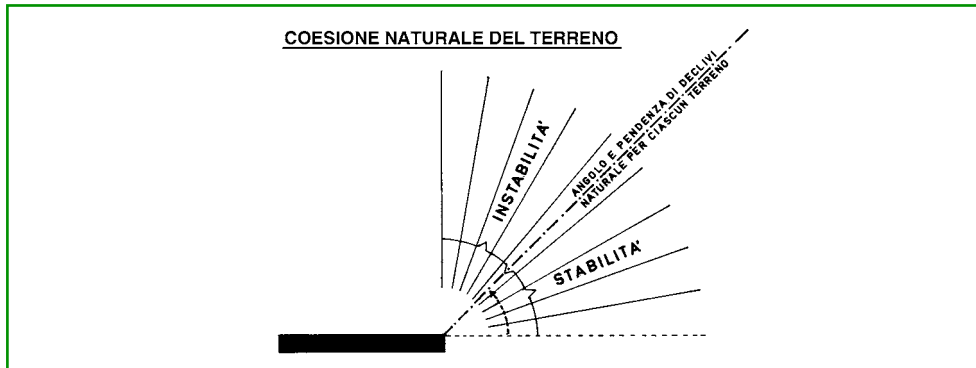 COESIONE NATURALE DEL TERRENO
INSTABILITA'
ANGOLO E PENDENZA DI DECLIVI
NATURALE PER CIASCUN TERRENO
STABILITA'